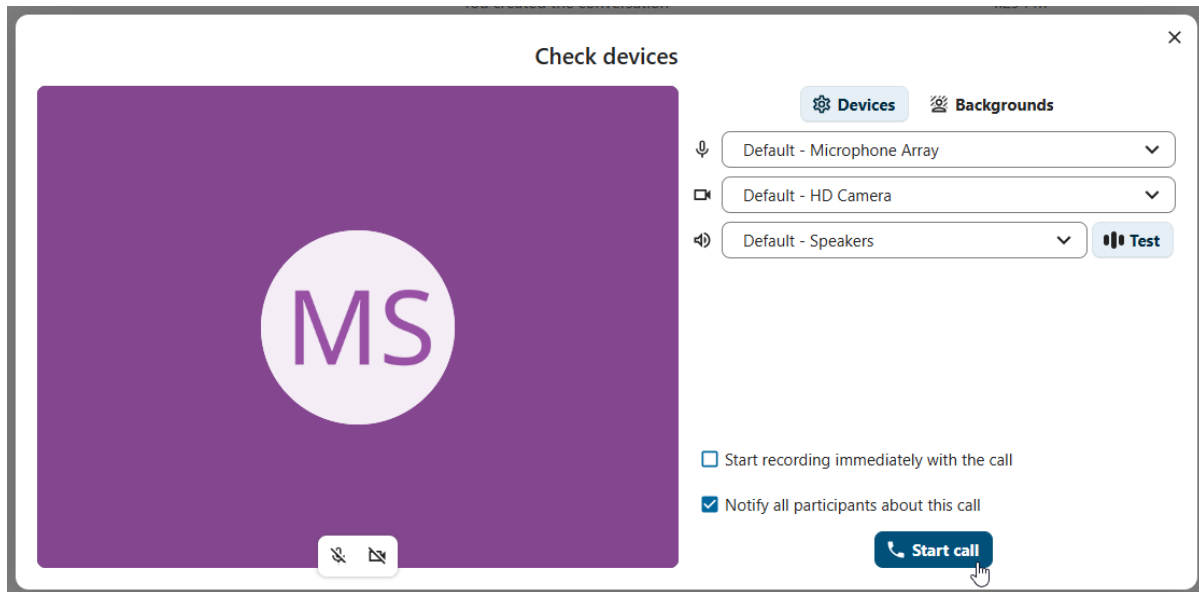 Check devices
Devices
Backgrounds
MS
Default - Microphone Array
Default - HD Camera
Default - Speakers
Test
Start recording immediately with the call
Notify all participants about this call
Start call